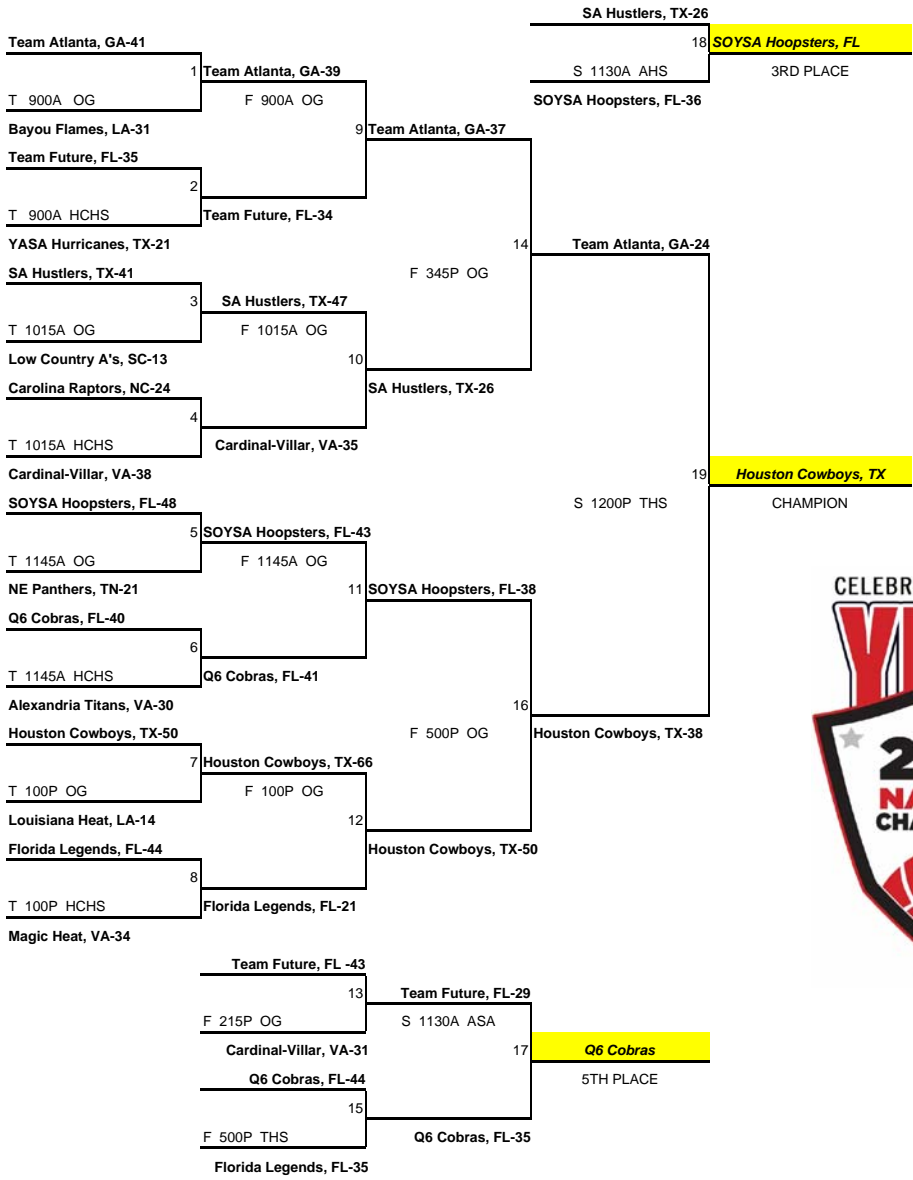 SA Hustlers, TX-26
18 SOYSA Hoopsters, FL
S 1130A AHS 3RD PLACE
SOYSA Hoopsters, FL-36
Team Atlanta, GA-41
1 Team Atlanta, GA-39
T 900A OG F 900A OG
Bayou Flames, LA-31 9 Team Atlanta, GA-37
Team Future, FL-35
2
T 900A HCHS Team Future, FL-34
YASA Hurricanes, TX-21 14 Team Atlanta, GA-24
SA Hustlers, TX-41 F 345P OG
3 SA Hustlers, TX-47
T 1015A OG F 1015A OG
Low Country A's, SC-13 10
Carolina Raptors, NC-24 SA Hustlers, TX-26
4
T 1015A HCHS Cardinal-Villar, VA-35
Cardinal-Villar, VA-38 19 Houston Cowboys, TX
SOYSA Hoopsters, FL-48 S 1200P THS CHAMPION
5 SOYSA Hoopsters, FL-43
T 1145A OG F 1145A OG
NE Panthers, TN-21 11 SOYSA Hoopsters, FL-38
Q6 Cobras, FL-40
6
T 1145A HCHS Q6 Cobras, FL-41
Alexandria Titans, VA-30 16
Houston Cowboys, TX-50 F 500P OG Houston Cowboys, TX-38
7 Houston Cowboys, TX-66
T 100P OG F 100P OG
Louisiana Heat, LA-14 12
Florida Legends, FL-44 Houston Cowboys, TX-50
8
T 100P HCHS Florida Legends, FL-21
Magic Heat, VA-34
Team Future, FL -43
13 Team Future, FL-29
F 215P OG S 1130A ASA
Cardinal-Villar, VA-31 17 Q6 Cobras
Q6 Cobras, FL-44 5TH PLACE
15
F 500P THS Q6 Cobras, FL-35
Florida Legends, FL-35